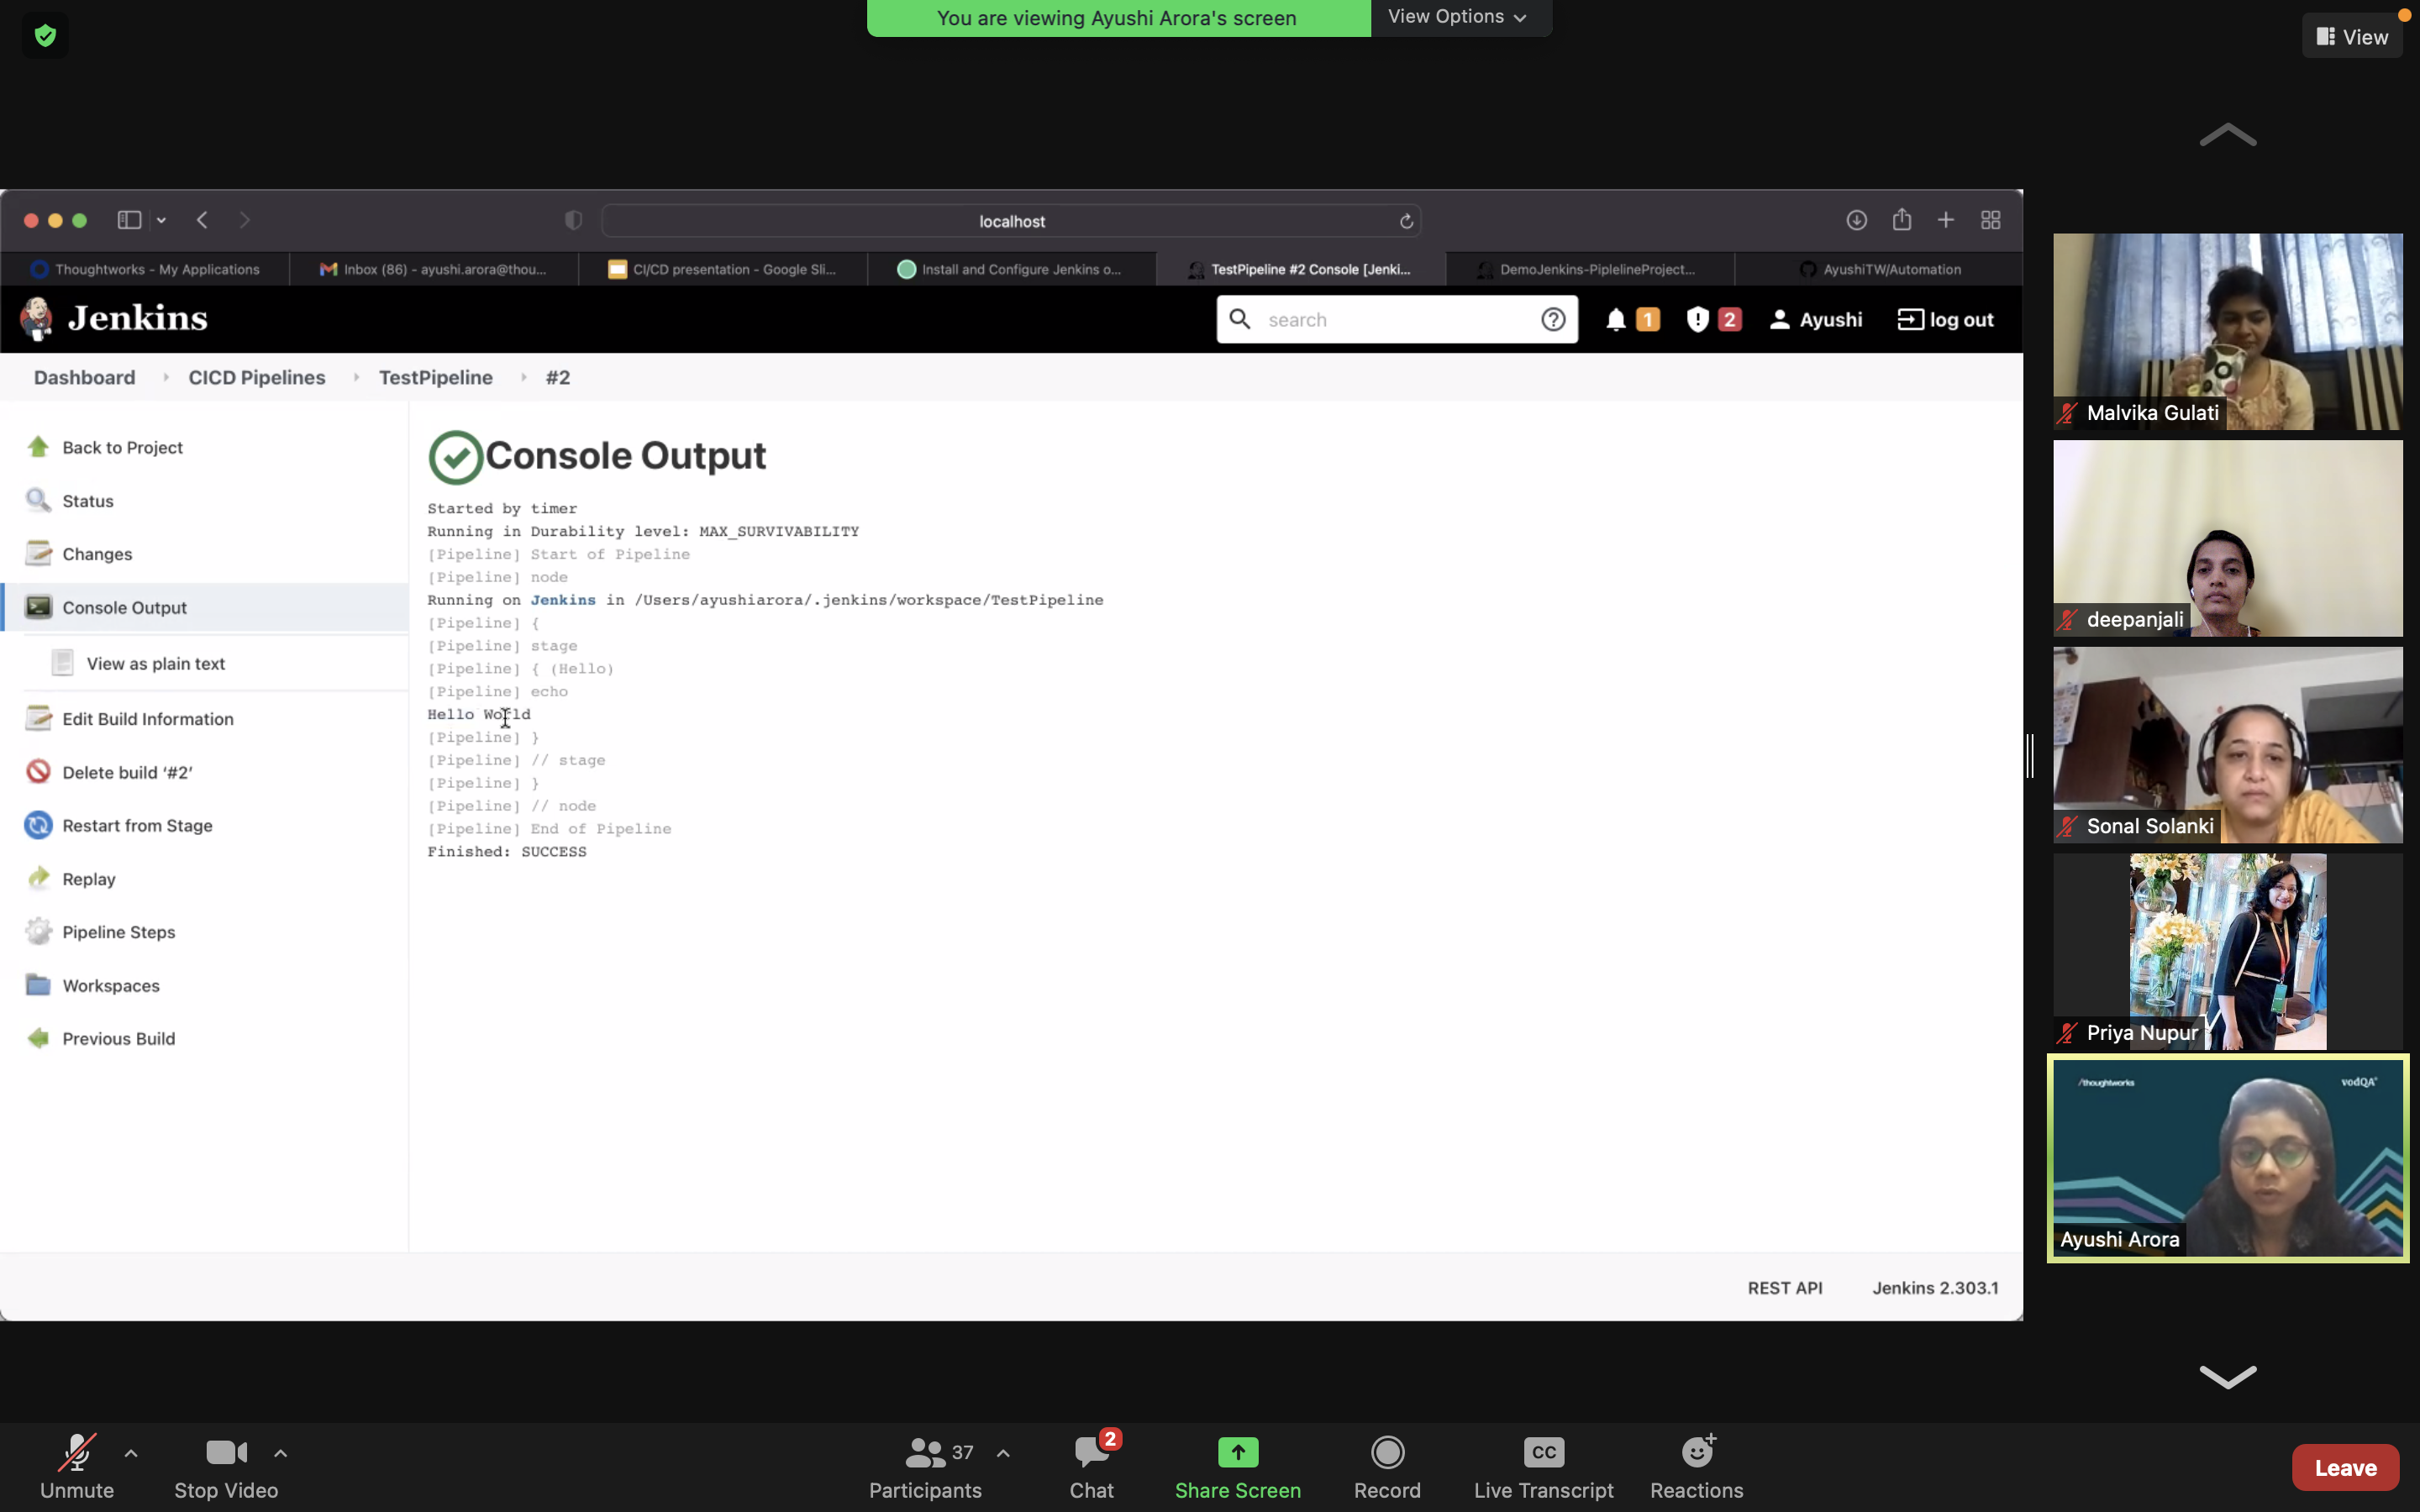 You are viewing Ayushi Arora's screen
View Options
View
localhost
Thoughtworks - My Applications
Inbox (86) - ayushi.arora@thou...
CI/CD presentation - Google Sli...
Install and Configure Jenkins o...
TestPipeline #2 Console [Jenki...
DemoJenkins-PiplelineProject...
AyushiTW/Automation
Jenkins
search
1
2
Ayushi
log out
Dashboard
CICD Pipelines
TestPipeline
#2
Back to Project
Status
Changes
Console Output
View as plain text
Edit Build Information
Delete build ‘#2’
Restart from Stage
Replay
Pipeline Steps
Workspaces
Previous Build
Console Output
Started by timer
Running in Durability level: MAX_SURVIVABILITY
[Pipeline] Start of Pipeline
[Pipeline] node
Running on Jenkins in /Users/ayushiarora/.jenkins/workspace/TestPipeline
[Pipeline] {
[Pipeline] stage
[Pipeline] { (Hello)
[Pipeline] echo
Hello World
[Pipeline] }
[Pipeline] // stage
[Pipeline] }
[Pipeline] // node
[Pipeline] End of Pipeline
Finished: SUCCESS
REST API
Jenkins 2.303.1
Malvika Gulati
deepanjali
Sonal Solanki
Priya Nupur
/thoughtworks
vodQA
Ayushi Arora
Unmute
Stop Video
37
Participants
2
Chat
Share Screen
Record
CC
Live Transcript
Reactions
Leave